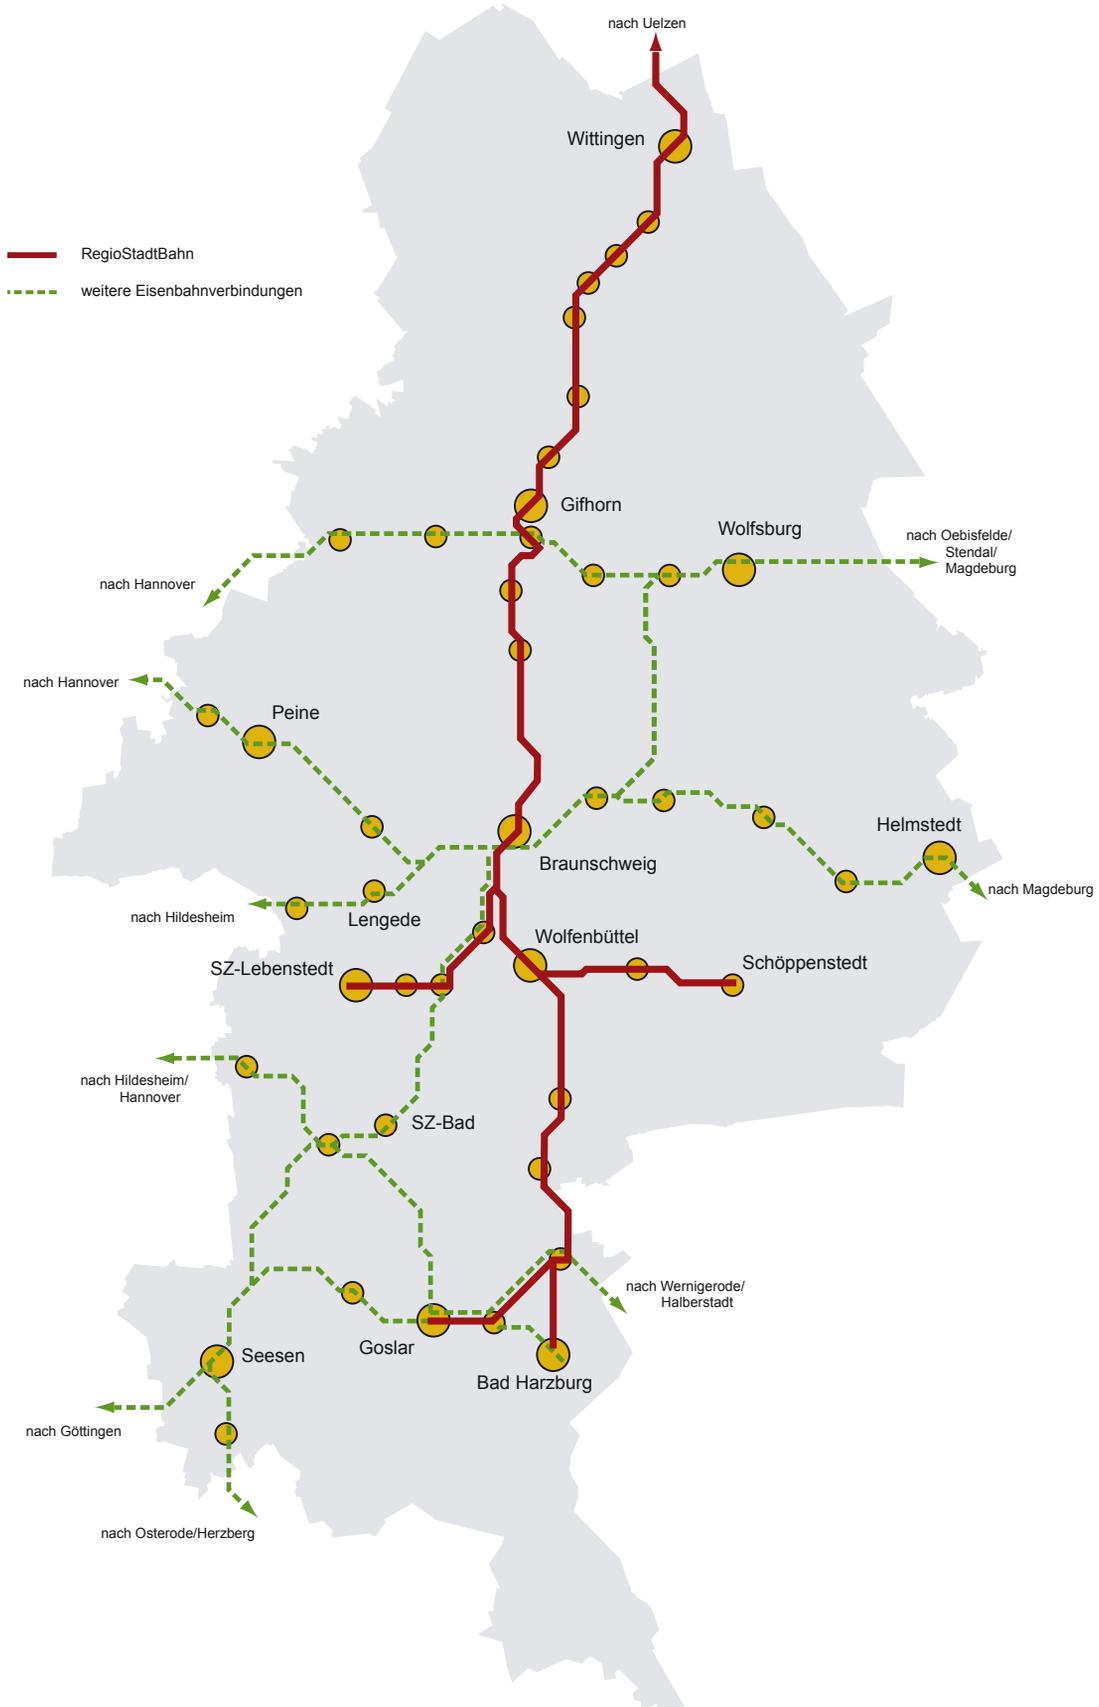 nach Uelzen
Wittingen
RegioStadtBahn
weitere Eisenbahnverbindungen
Gifhorn
Wolfsburg
nach Oebisfelde/
Stendal/
Magdeburg
nach Hannover
nach Hannover
Peine
Helmstedt
Braunschweig
nach Magdeburg
nach Hildesheim
Lengede
Wolfenbüttel
SZ-Lebenstedt
Schöppenstedt
nach Hildesheim/
Hannover
SZ-Bad
nach Wernigerode/
Halberstadt
Goslar
Seesen
Bad Harzburg
nach Göttingen
nach Osterode/Herzberg